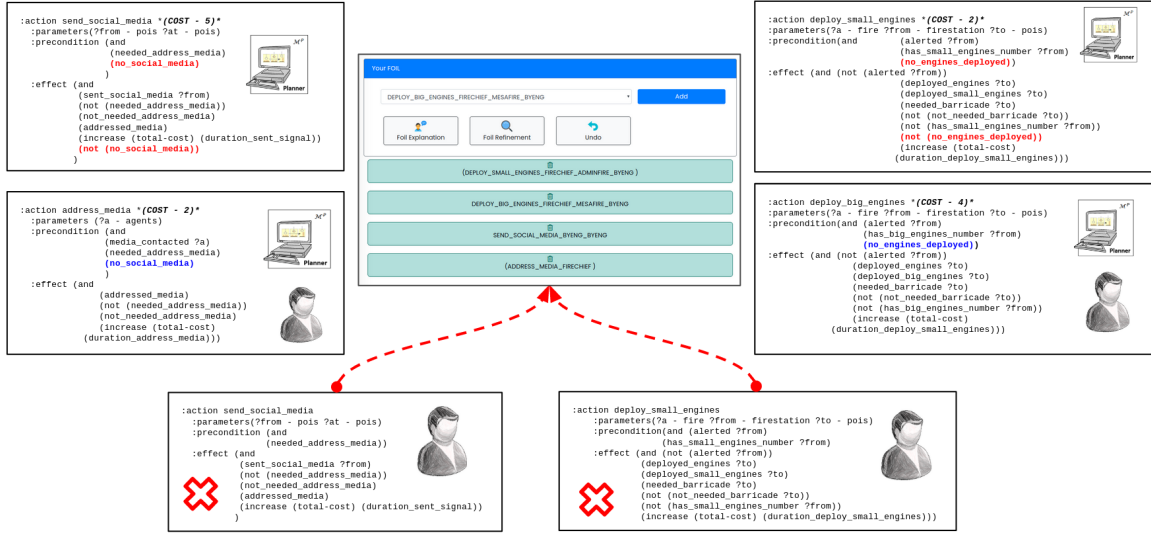 :action send_social_media *(COST - 5)*
:parameters(?from - pois ?at - pois)
:precondition (and
(needed_address_media)
(no_social_media)
)
:effect (and
(sent_social_media ?from)
(not (needed_address_media))
(not_needed_address_media)
(addressed_media)
(increase (total-cost) (duration_sent_signal))
(not (no_social_media))
)
Planner
:action address_media *(COST - 2)*
:parameters (?a - agents)
:precondition (and
(media_contacted ?a)
(needed_address_media)
(no_social_media)
)
:effect (and
(addressed_media)
(not (needed_address_media))
(not_needed_address_media)
(increase (total-cost)
(duration_address_media)))
Planner
Your FOIL
DEPLOY_BIG_ENGINES_FIRECHIEF_MESAFIRE_BYENG
Add
Foil Explanation
Foil Refinement
Undo
(DEPLOY_SMALL_ENGINES_FIRECHIEF_ADMINFIRE_BYENG )
DEPLOY_BIG_ENGINES_FIRECHIEF_MESAFIRE_BYENG
SEND_SOCIAL_MEDIA_BYENG_BYENG
(ADDRESS_MEDIA_FIRECHIEF )
:action deploy_small_engines *(COST - 2)*
:parameters(?a - fire ?from - firestation ?to - pois)
:precondition(and (alerted ?from)
(has_small_engines_number ?from)
(no_engines_deployed))
:effect (and (not (alerted ?from))
(deployed_engines ?to)
(deployed_small_engines ?to)
(needed_barricade ?to)
(not (not_needed_barricade ?to))
(not (has_small_engines_number ?from))
(not (no_engines_deployed))
(increase (total-cost)
(duration_deploy_small_engines)))
Planner
:action deploy_big_engines *(COST - 4)*
:parameters(?a - fire ?from - firestation ?to - pois)
:precondition(and (alerted ?from)
(has_big_engines_number ?from)
(no_engines_deployed))
:effect (and (not (alerted ?from))
(deployed_engines ?to)
(deployed_big_engines ?to)
(needed_barricade ?to)
(not (not_needed_barricade ?to))
(not (has_big_engines_number ?from)
(increase (total-cost)
(duration_deploy_small_engines)))
Planner
:action send_social_media
:parameters(?from - pois ?at - pois)
:precondition (and
(needed_address_media))
:effect (and
(sent_social_media ?from)
(not (needed_address_media))
(not_needed_address_media)
(addressed_media)
(increase (total-cost) (duration_sent_signal))
)
:action deploy_small_engines
:parameters(?a - fire ?from - firestation ?to - pois)
:precondition(and (alerted ?from)
(has_small_engines_number ?from)
:effect (and (not (alerted ?from))
(deployed_engines ?to)
(deployed_small_engines ?to)
(needed_barricade ?to)
(not (not_needed_barricade ?to))
(not (has_small_engines_number ?from))
(increase (total-cost) (duration_deploy_small_engines)))